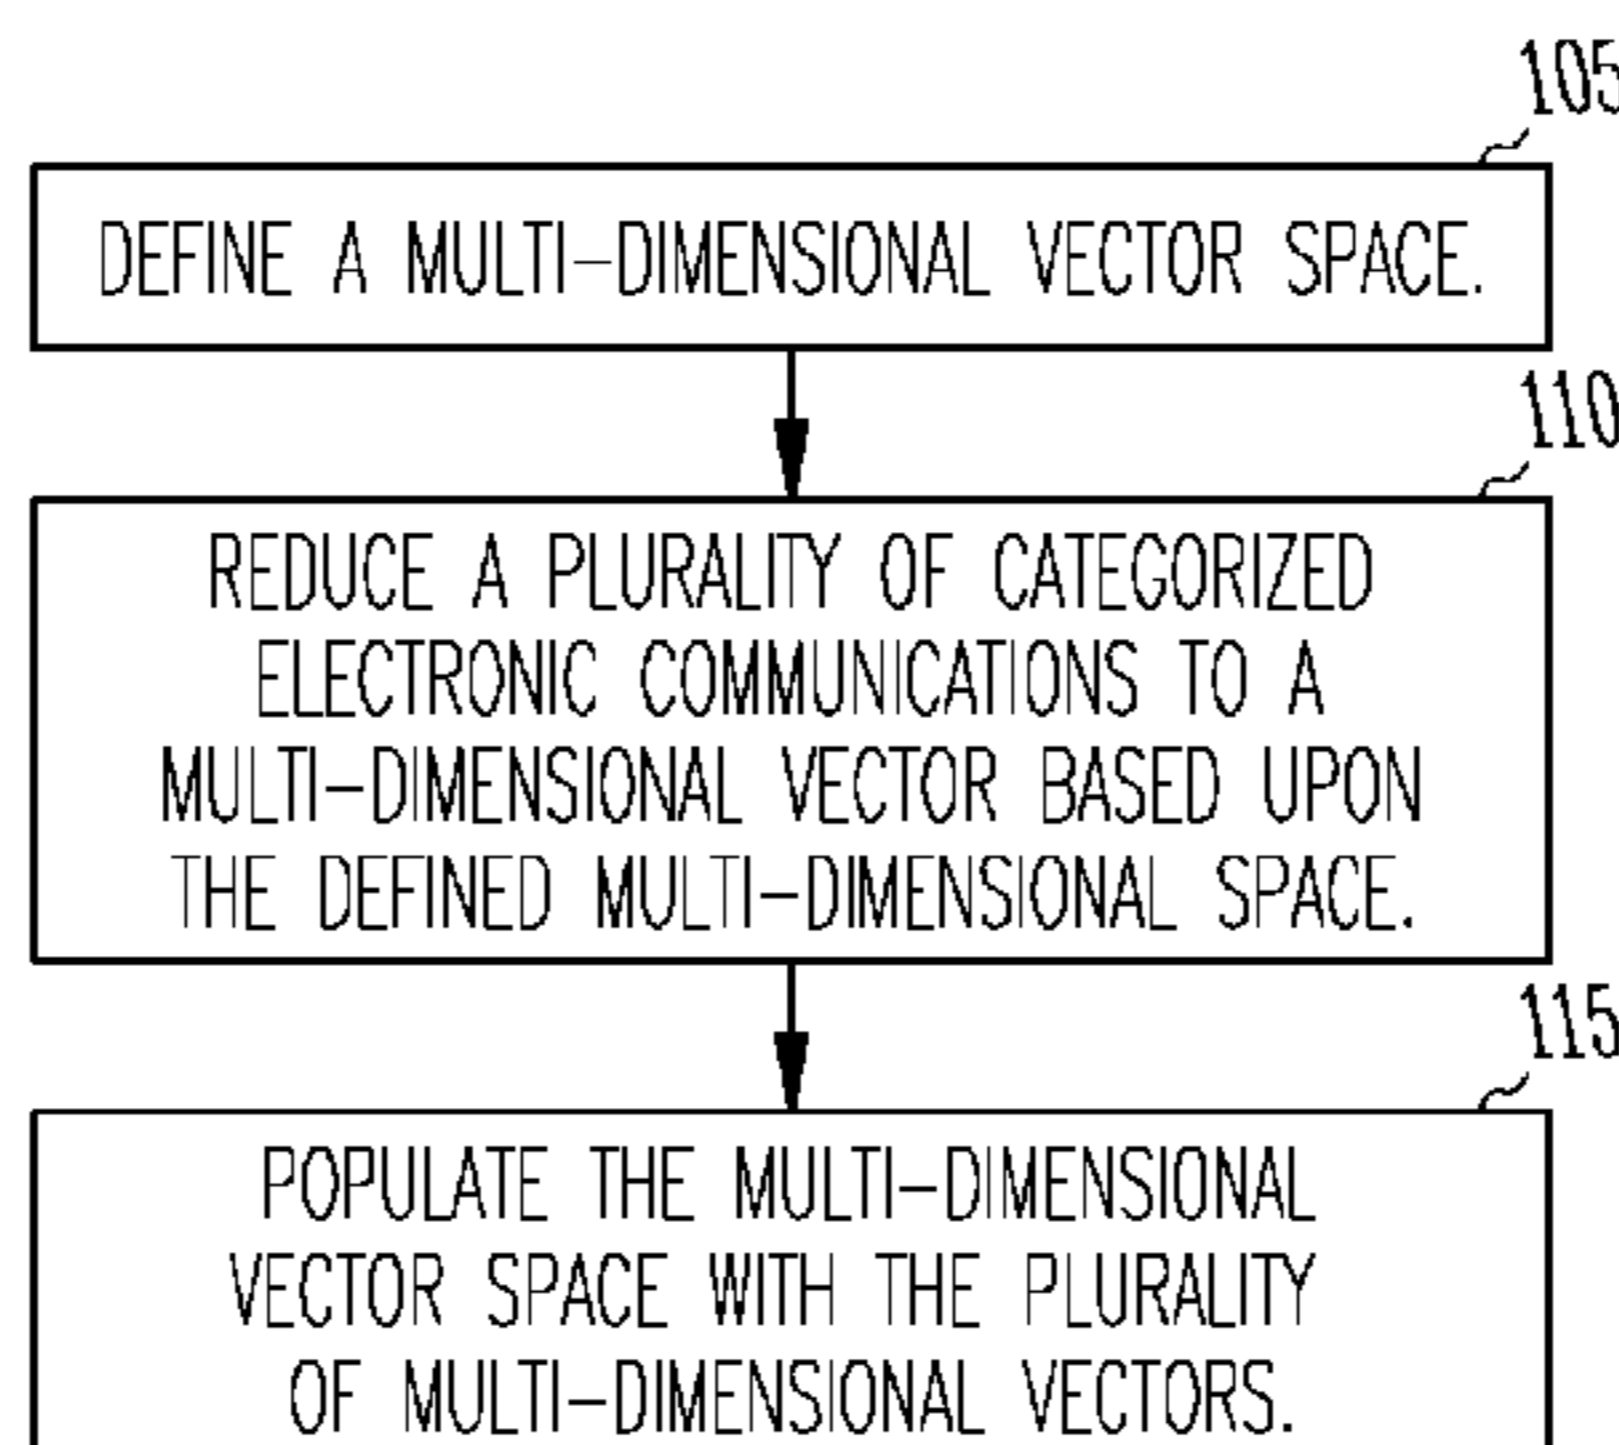 105
DEFINE A MULTI-DIMENSIONAL VECTOR SPACE.
110
REDUCE A PLURALITY OF CATEGORIZED
ELECTRONIC COMMUNICATIONS TO A
MULTI-DIMENSIONAL VECTOR BASED UPON
THE DEFINED MULTI-DIMENSIONAL SPACE.
115
POPULATE THE MULTI-DIMENSIONAL
VECTOR SPACE WITH THE PLURALITY
OF MULTI-DIMENSIONAL VECTORS.